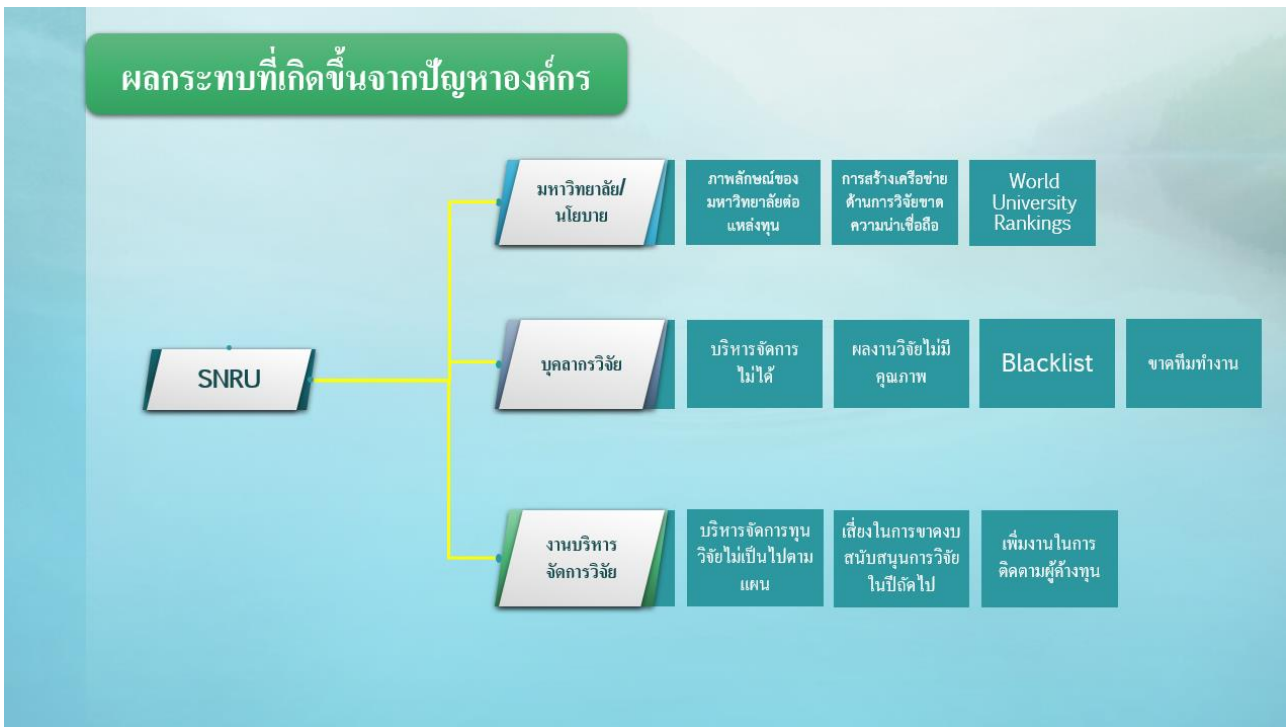 ผลกระทบที่เกิดขึ้นจากปัญหาองค์กร
มหาวิทยาลัย/
นโยบาย
ภาพลักษณ์ของ
มหาวิทยาลัยต่อ
แหล่งทุน
การสร้างเครือข่าย
ด้านการวิจัยขาด
ความน่าเชื่อถือ
World
University
Rankings
SNRU
บุคลากรวิจัย
บริหารจัดการ
ไม่ได้
ผลงานวิจัยไม่มี
คุณภาพ
Blacklist
ขาดทีมทำงาน
งานบริหาร
จัดการวิจัย
บริหารจัดการทุน
วิจัยไม่เป็นไปตาม
แผน
เสี่ยงในการขาดงบ
สนับสนุนการวิจัย
ในปีถัดไป
เพิ่มงานในการ
ติดตามผู้ค้างทุน